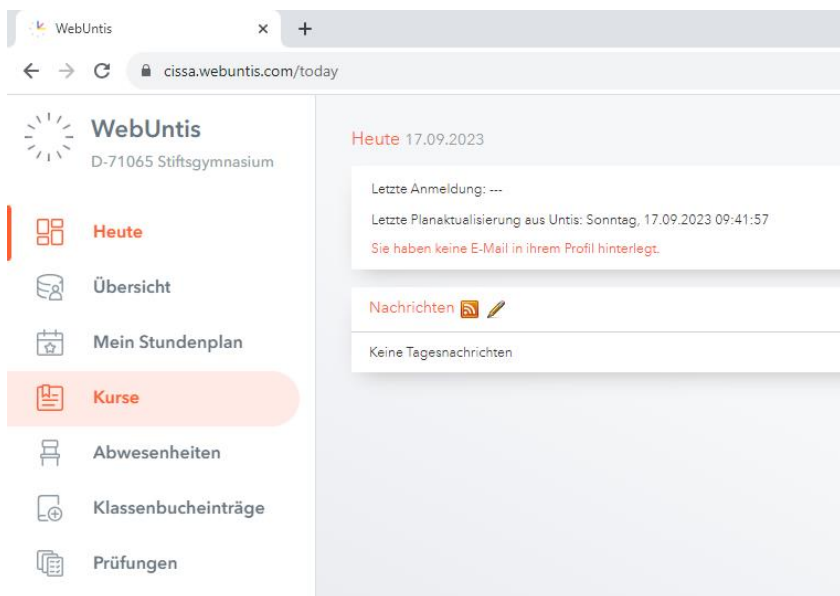 WebUntis
cissa.webuntis.com/today
WebUntis
D-71065 Stiftsgymnasium
Heute
Übersicht
Mein Stundenplan
Kurse
Abwesenheiten
Klassenbucheinträge
Prüfungen
Heute 17.09.2023
Letzte Anmeldung: ---
Letzte Planaktualisierung aus Untis: Sonntag, 17.09.2023 09:41:57
Sie haben keine E-Mail in ihrem Profil hinterlegt.
Nachrichten
Keine Tagesnachrichten